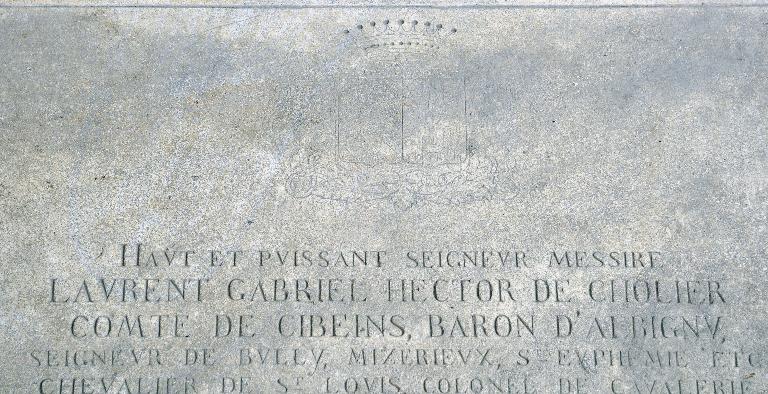 HAVT ET PVISSANT SEIGNEVR MESSIRE
LAVRENT GABRIEL HECTOR DE CHOLIER
COMTE DE CIBEINS, BARON D'ALBIGNY,
SEIGNEVR DE BVLLY, MIZERIEVX, STE EVPHEMIE ETC
CHEVALIER DE ST LOVIS COLONEL DE CAVALERIE